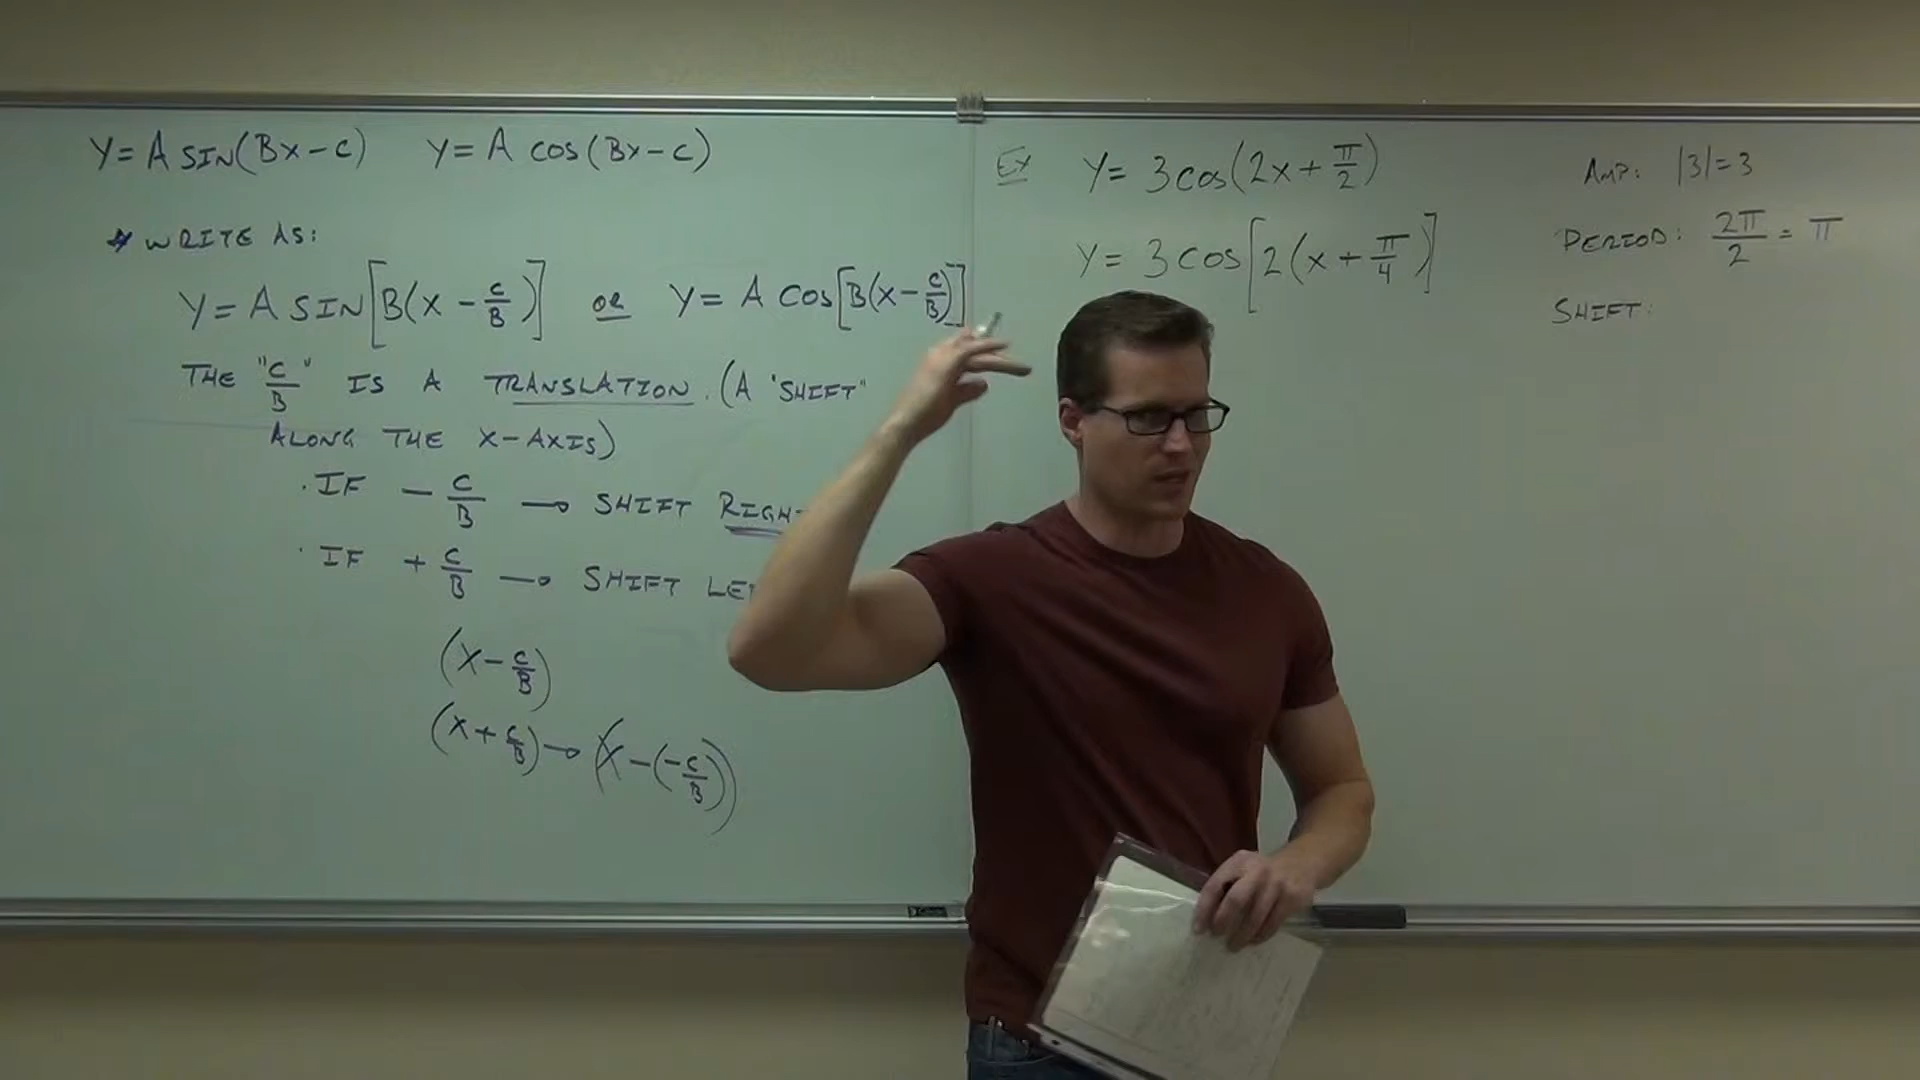 Y = A SIN(Bx - C) Y = A COS(Bx - C)
* WRITE AS:
Y = A SIN[B(X - C/B)] OR Y = A COS[B(X - C/B)]
THE "C/B" IS A TRANSLATION. (A "SHIFT"
ALONG THE X-AXIS)
· IF - C/B → SHIFT
· IF + C/B → SHIFT
(X - C/B)
(X + C/B) → (X - (-C/B))
Ex Y = 3cos(2x + π/2)
Y = 3cos[2(x + π/4)]
AMP: |3| = 3
PERIOD: 2π/2 = π
SHIFT: